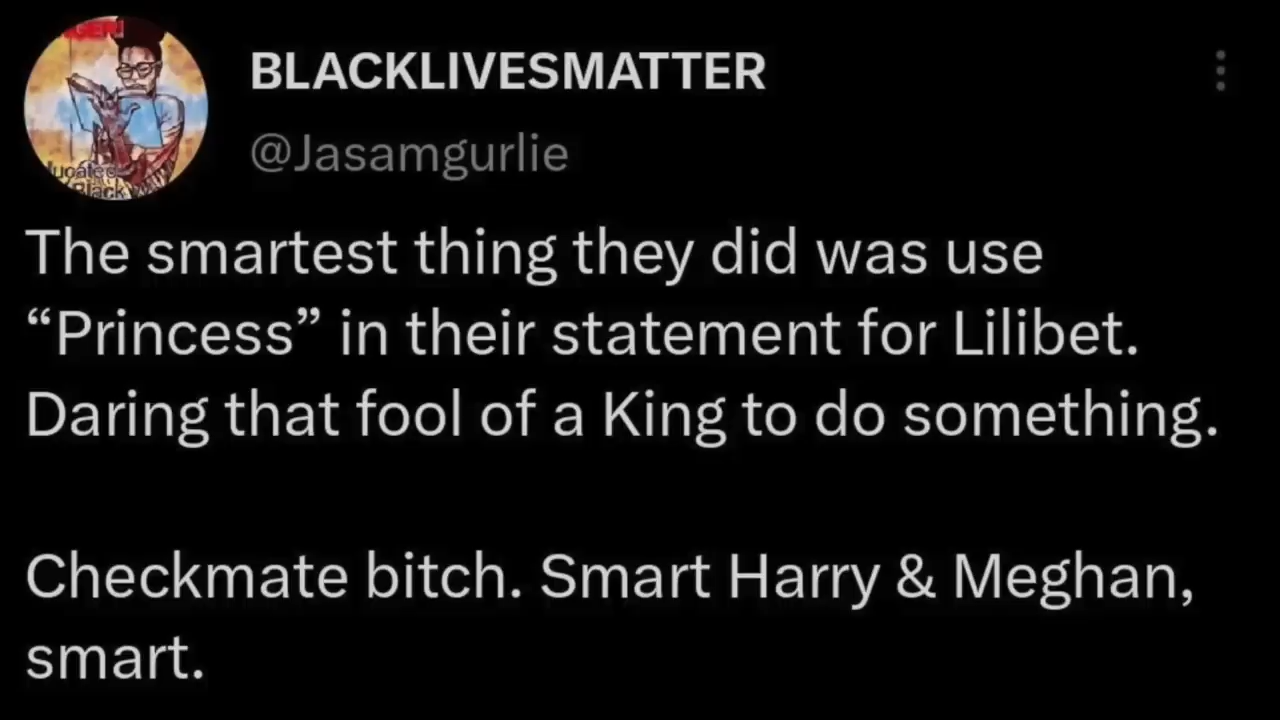 BLACKLIVESMATTER
@Jasamgurlie
The smartest thing they did was use
“Princess” in their statement for Lilibet.
Daring that fool of a King to do something.
Checkmate bitch. Smart Harry & Meghan,
smart.